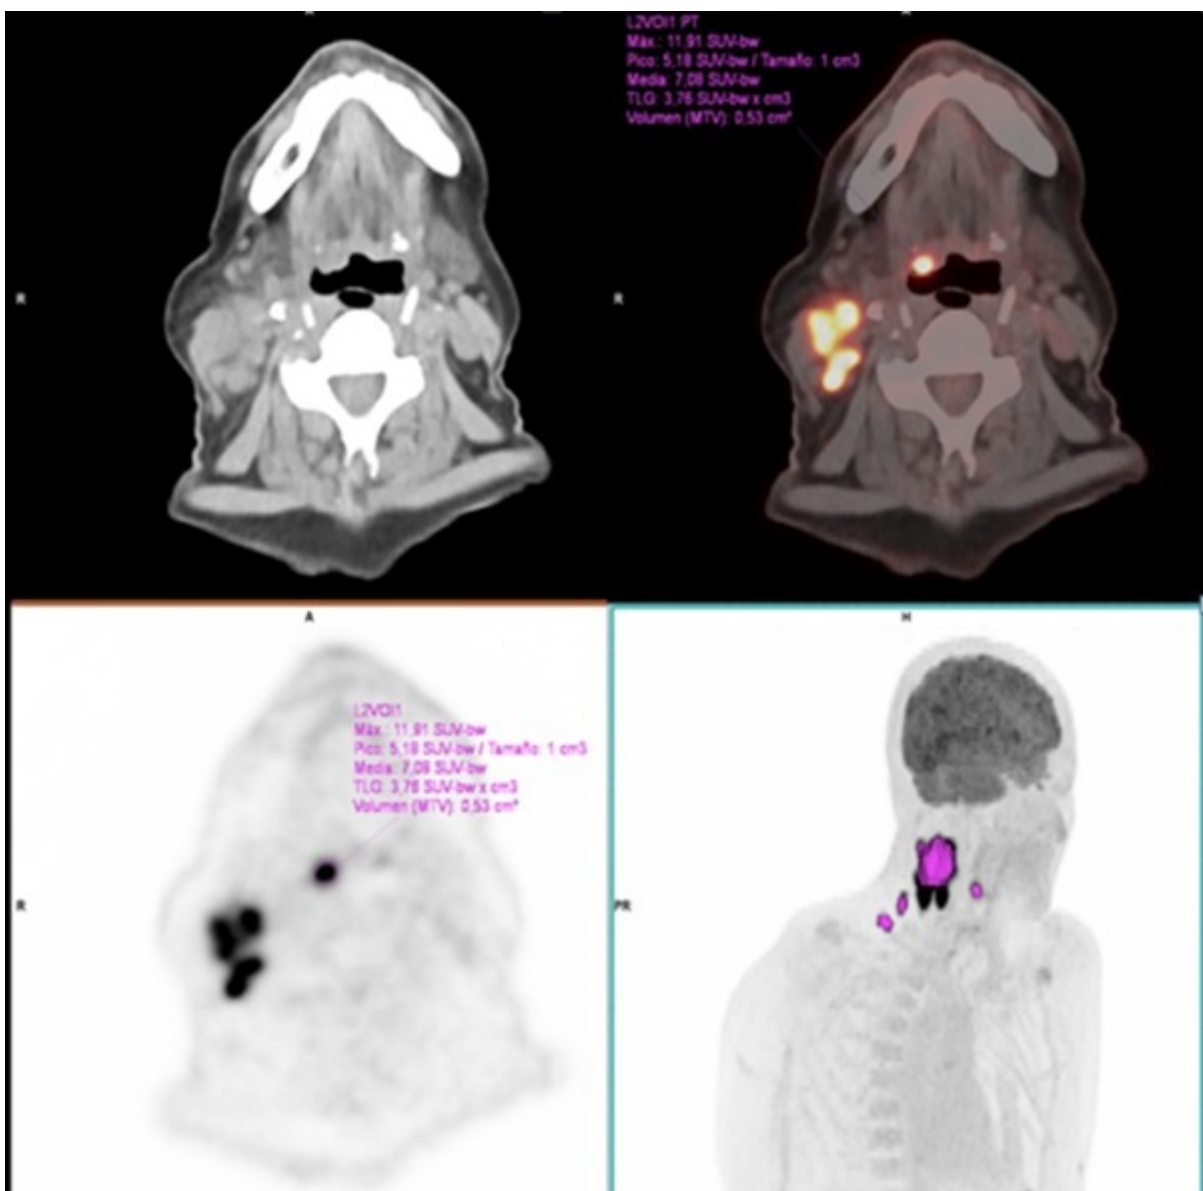 A
L2VOI1 PT
Máx.: 11,91 SUV-bw
Pico: 5,18 SUV-bw / Tamaño: 1 cm3
Media: 7,08 SUV-bw
TLG: 3,76 SUV-bw x cm3
Volumen (MTV): 0,53 cm³
R
R
A
H
L2VOI1
Máx.: 11,91 SUV-bw
Pico: 5,18 SUV-bw / Tamaño: 1 cm3
Media: 7,08 SUV-bw
TLG: 3,76 SUV-bw x cm3
Volumen (MTV): 0,53 cm³
R
PR